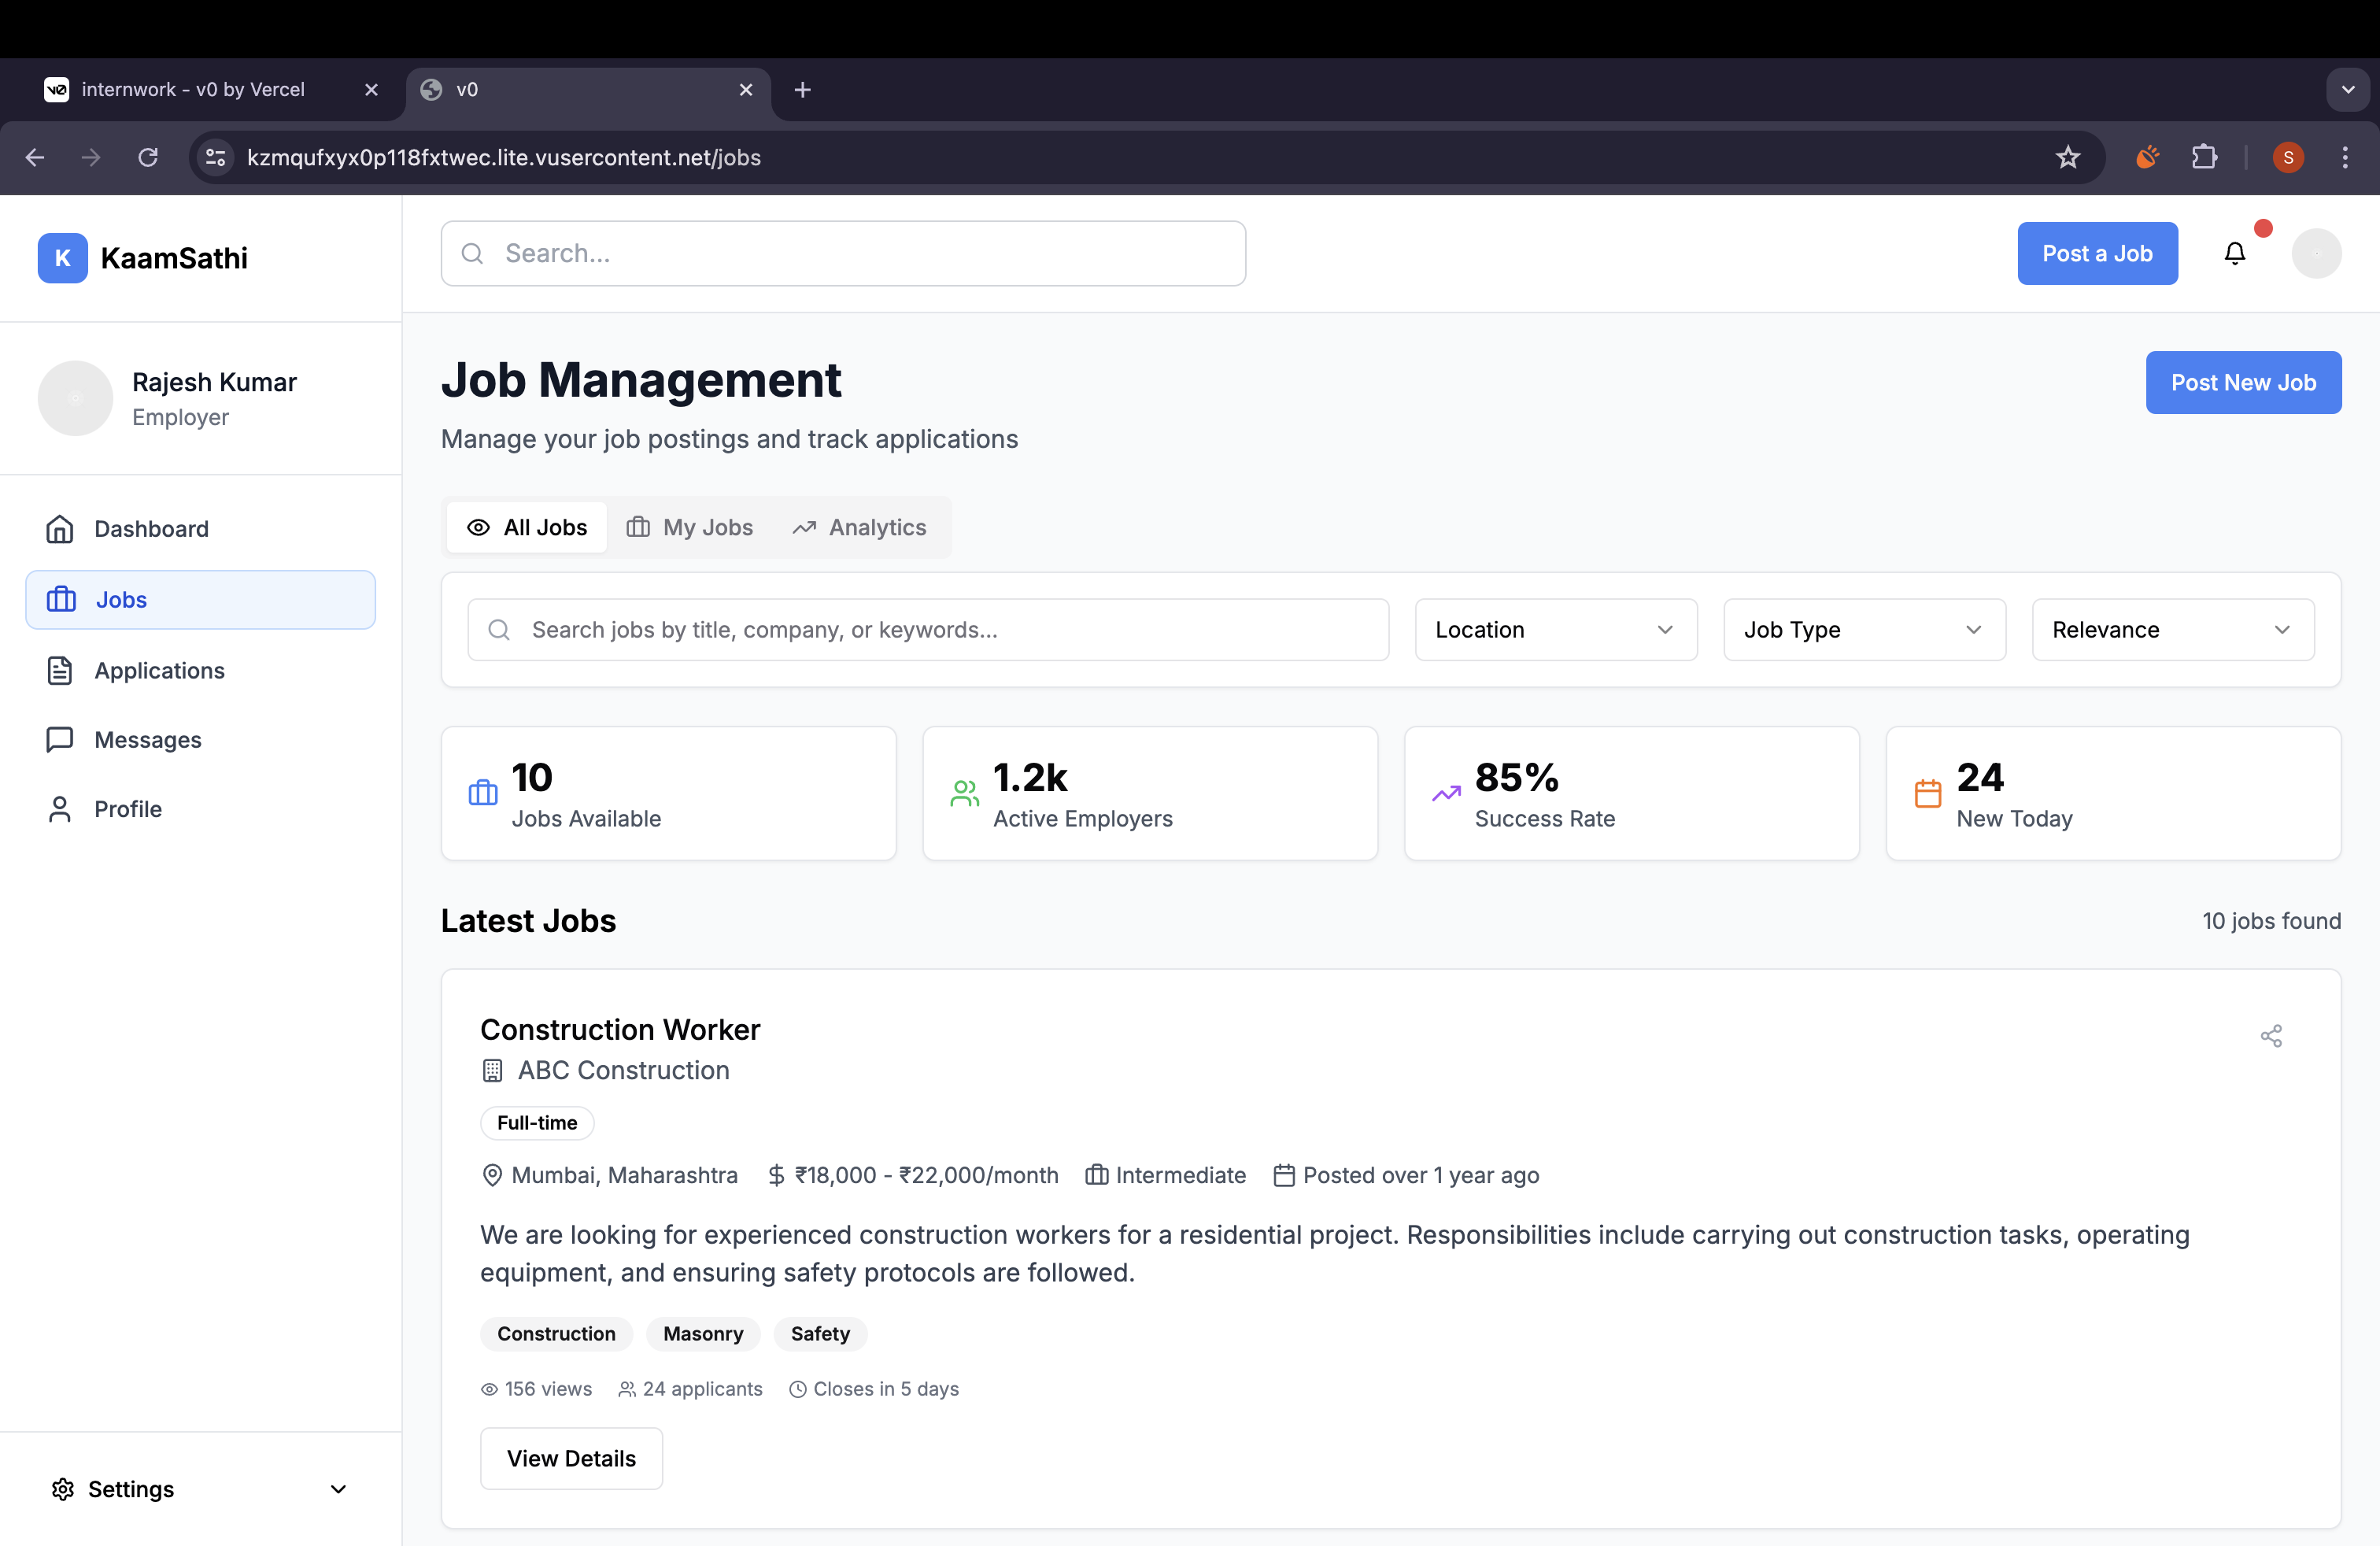 internwork - v0 by Vercel
v0
kzmqufxyx0p118fxtwec.lite.vusercontent.net/jobs
S
K
KaamSathi
Search...
Post a Job
Rajesh Kumar
Employer
Dashboard
Jobs
Applications
Messages
Profile
Settings
Job Management
Post New Job
Manage your job postings and track applications
All Jobs
My Jobs
Analytics
Search jobs by title, company, or keywords...
Location
Job Type
Relevance
10
Jobs Available
1.2k
Active Employers
85%
Success Rate
24
New Today
Latest Jobs
10 jobs found
Construction Worker
ABC Construction
Full-time
Mumbai, Maharashtra
$ ₹18,000 - ₹22,000/month
Intermediate
Posted over 1 year ago
We are looking for experienced construction workers for a residential project. Responsibilities include carrying out construction tasks, operating
equipment, and ensuring safety protocols are followed.
Construction
Masonry
Safety
156 views
24 applicants
Closes in 5 days
View Details